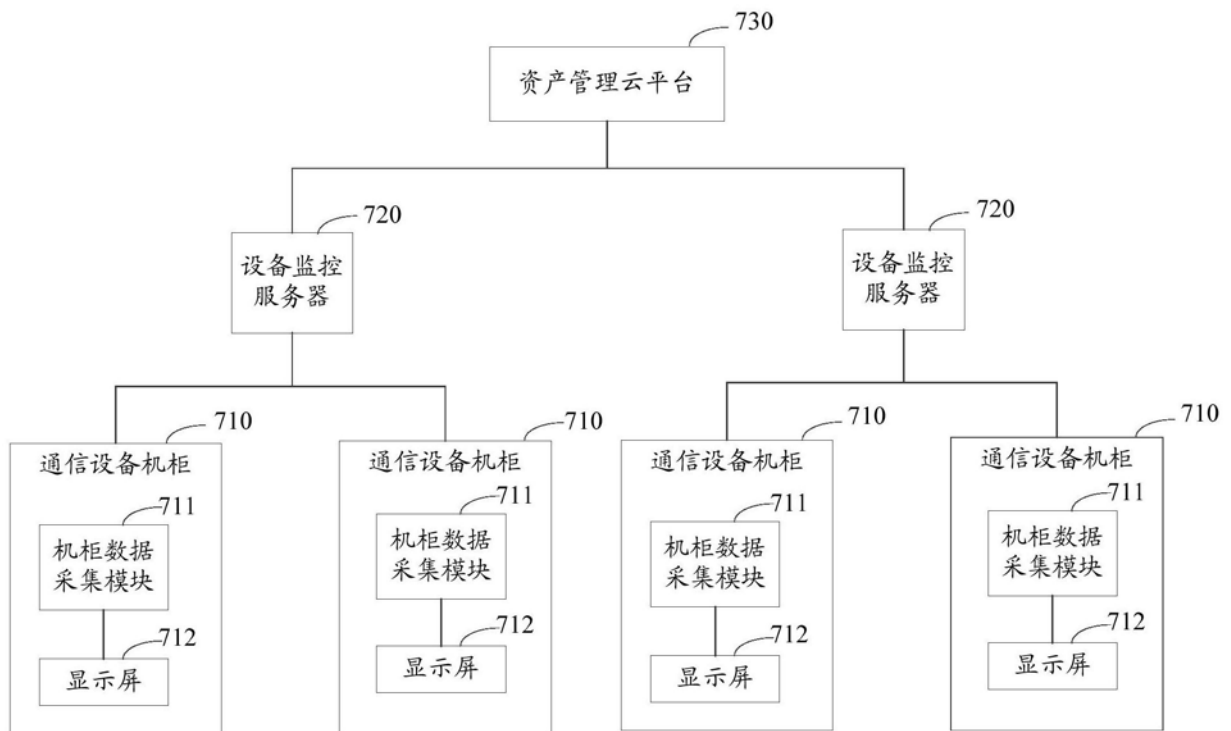 730
资产管理云平台
720
设备监控
服务器
720
设备监控
服务器
710
通信设备机柜
711
机柜数据
采集模块
712
显示屏
710
通信设备机柜
711
机柜数据
采集模块
712
显示屏
710
通信设备机柜
711
机柜数据
采集模块
712
显示屏
710
通信设备机柜
711
机柜数据
采集模块
712
显示屏